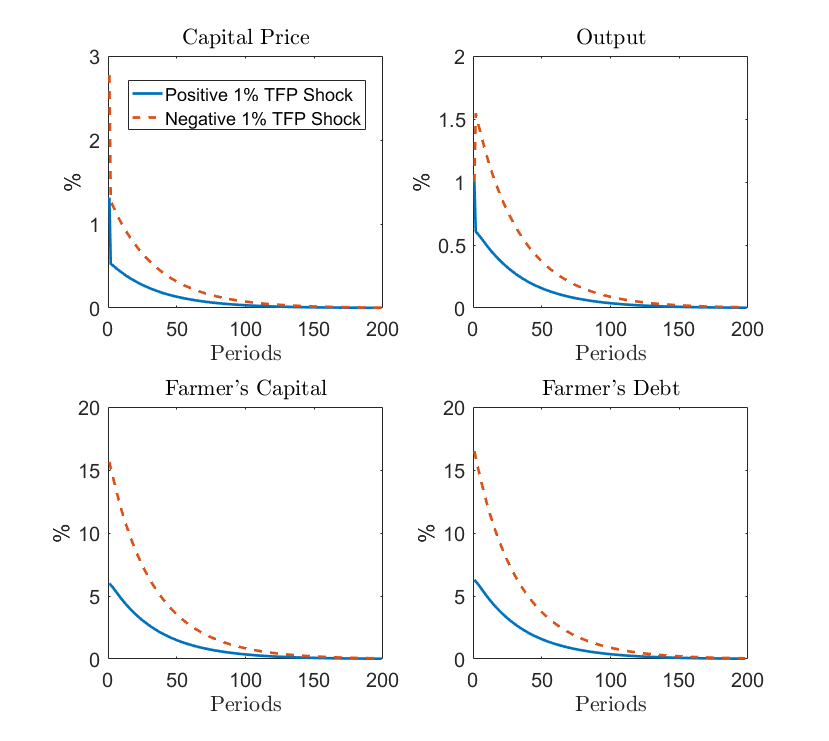 Capital Price
3
2
1
0
%
0 50 100 150 200
Periods
Positive 1% TFP Shock
Negative 1% TFP Shock
Output
2
1.5
1
0.5
0
%
0 50 100 150 200
Periods
Farmer's Capital
20
15
10
5
0
%
0 50 100 150 200
Periods
Farmer's Debt
20
15
10
5
0
%
0 50 100 150 200
Periods